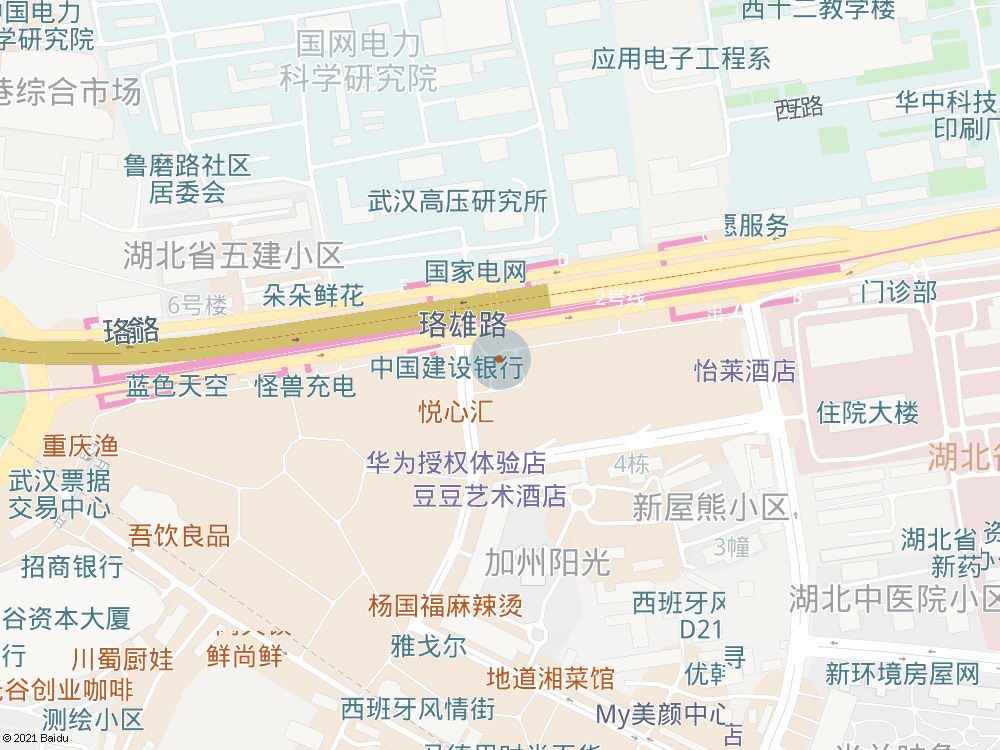 中国电力
学研究院
国网电力
科学研究院
西十二教学楼
应用电子工程系
港综合市场
西路
华中科技
印刷厂
鲁磨路社区
居委会
武汉高压研究所
愿服务
湖北省五建小区
国家电网
D
C
E
6号楼
朵朵鲜花
2号线
门诊部
B
A
珞雄路
中国建设银行
怡莱酒店
蓝色天空
怪兽充电
悦心汇
住院大楼
重庆渔
华为授权体验店
4栋
湖北省
武汉票据
交易中心
豆豆艺术酒店
新屋熊小区
吾饮良品
3幢
湖北省
新药
资
招商银行
加州阳光
谷资本大厦
杨国福麻辣烫
西班牙风
D21
湖北中医院小区
行
川蜀厨娃
鲜尚鲜
雅戈尔
寻
优韩
新环境房屋网
光谷创业咖啡
地道湘菜馆
测绘小区
西班牙风情街
My美颜中心
店
© 2021 Baidu